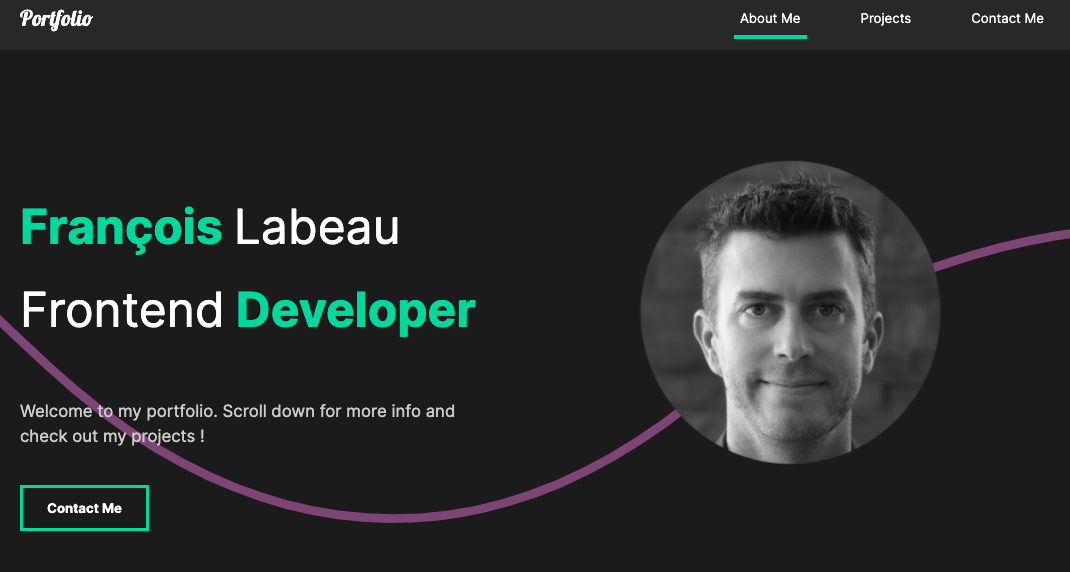 Portfolio
About Me
Projects
Contact Me
François Labeau
Frontend Developer
Welcome to my portfolio. Scroll down for more info and
check out my projects !
Contact Me